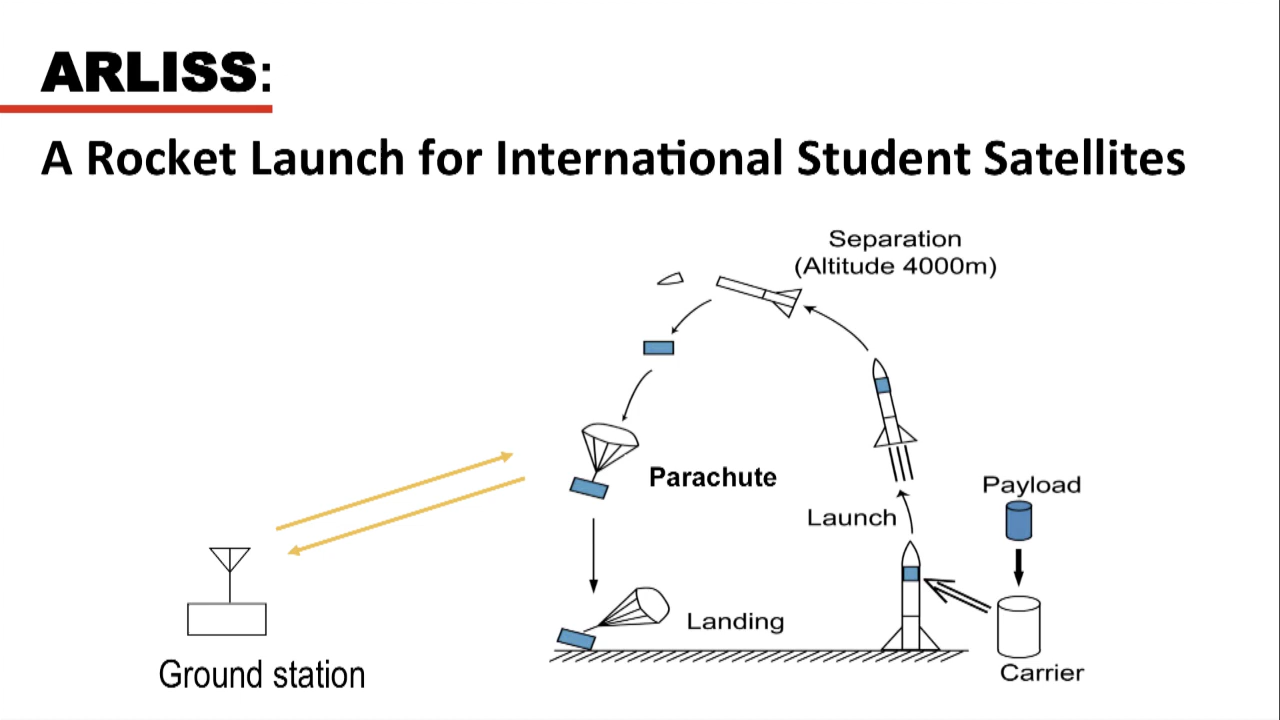 ARLISS:
A Rocket Launch for International Student Satellites
Separation
(Altitude 4000m)
Parachute
Payload
Launch
Landing
Carrier
Ground station